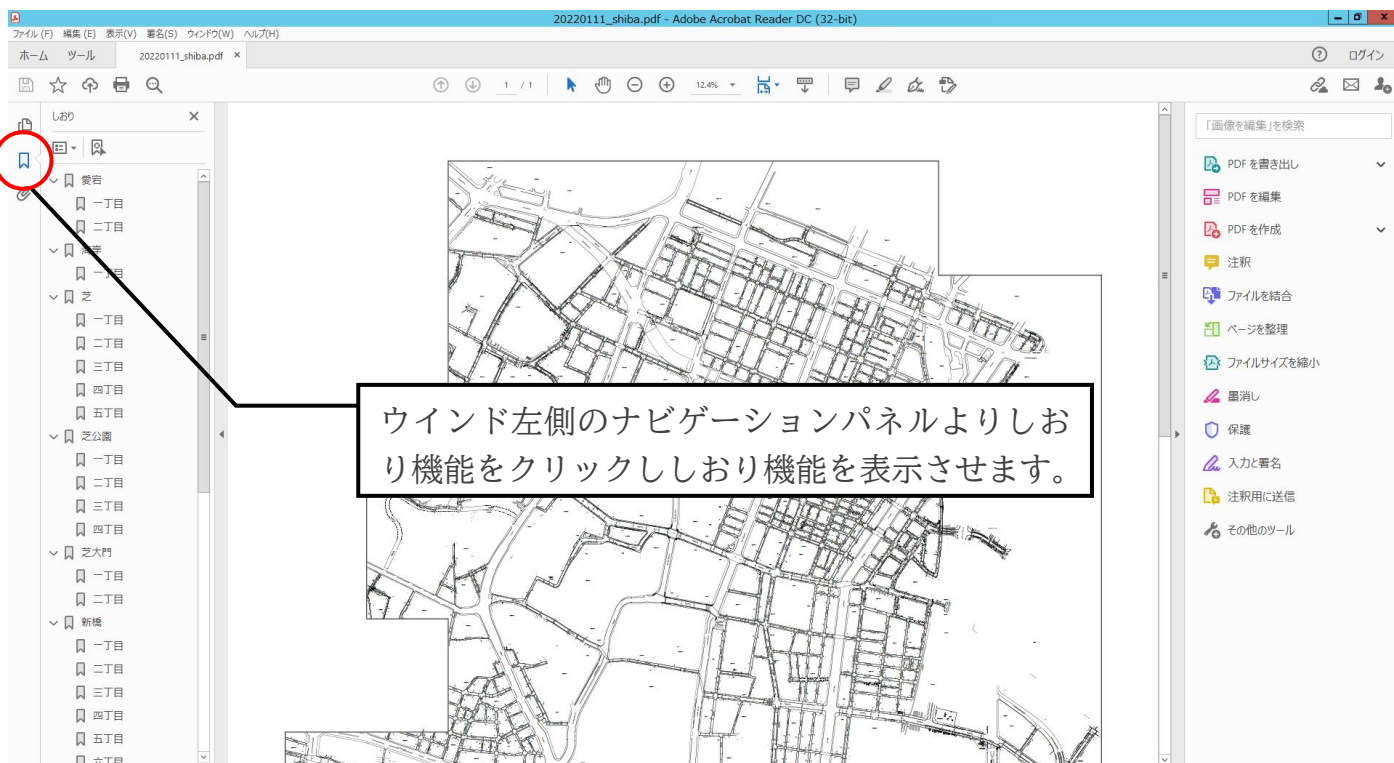 20220111_shiba.pdf - Adobe Acrobat Reader DC (32-bit)
ファイル(F) 編集(E) 表示(V) 署名(S) ウィンドウ(W) ヘルプ(H)
ホーム ツール 20220111_shiba.pdf × ログイン
1 / 1 12.4%
しおり
愛宕
一丁目
二丁目
海岸
一丁目
芝
一丁目
二丁目
三丁目
四丁目
五丁目
芝公園
一丁目
二丁目
三丁目
四丁目
芝大門
一丁目
二丁目
新橋
一丁目
二丁目
三丁目
四丁目
五丁目
六丁目
ウインド左側のナビゲーションパネルよりしお
り機能をクリックししおり機能を表示させます。
「画像を編集」を検索
PDF を書き出し
PDF を編集
PDF を作成
注釈
ファイルを結合
ページを整理
ファイルサイズを縮小
墨消し
保護
入力と署名
注釈用に送信
その他のツール